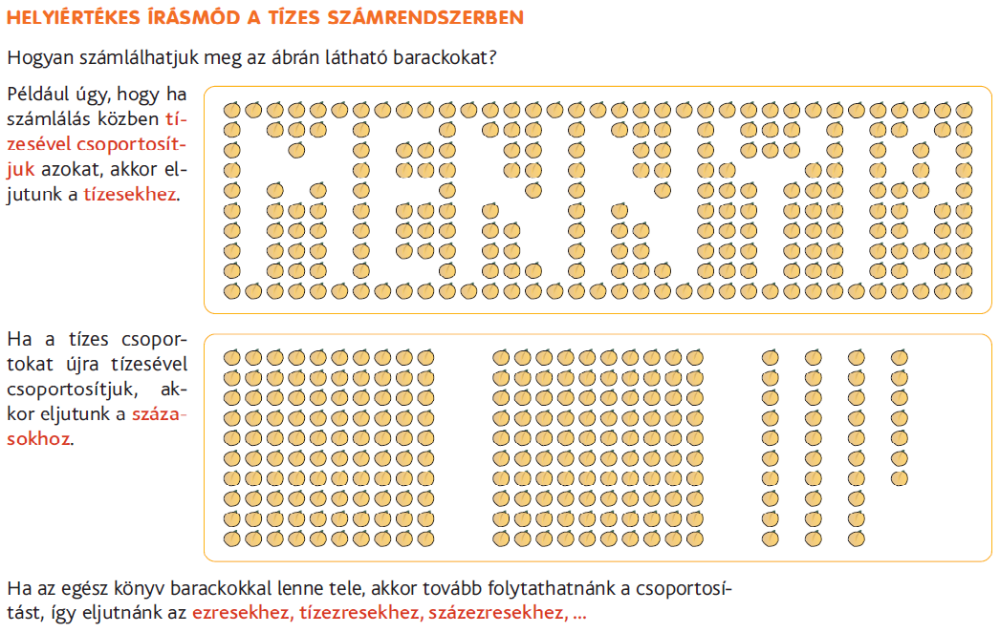 HELYIÉRTÉKES ÍRÁSMÓD A TÍZES SZÁMRENDSZERBEN
Hogyan számlálhatjuk meg az ábrán látható barackokat?
Például úgy, hogy ha
számlálás közben tí-
zesével csoportosít-
juk azokat, akkor el-
jutunk a tízesekhez.
Ha a tízes csopor-
tokat újra tízesével
csoportosítjuk, ak-
kor eljutunk a száza-
sokhoz.
Ha az egész könyv barackokkal lenne tele, akkor tovább folytathatnánk a csoportosí-
tást, így eljutnánk az ezresekhez, tízezresekhez, százezresekhez, ...